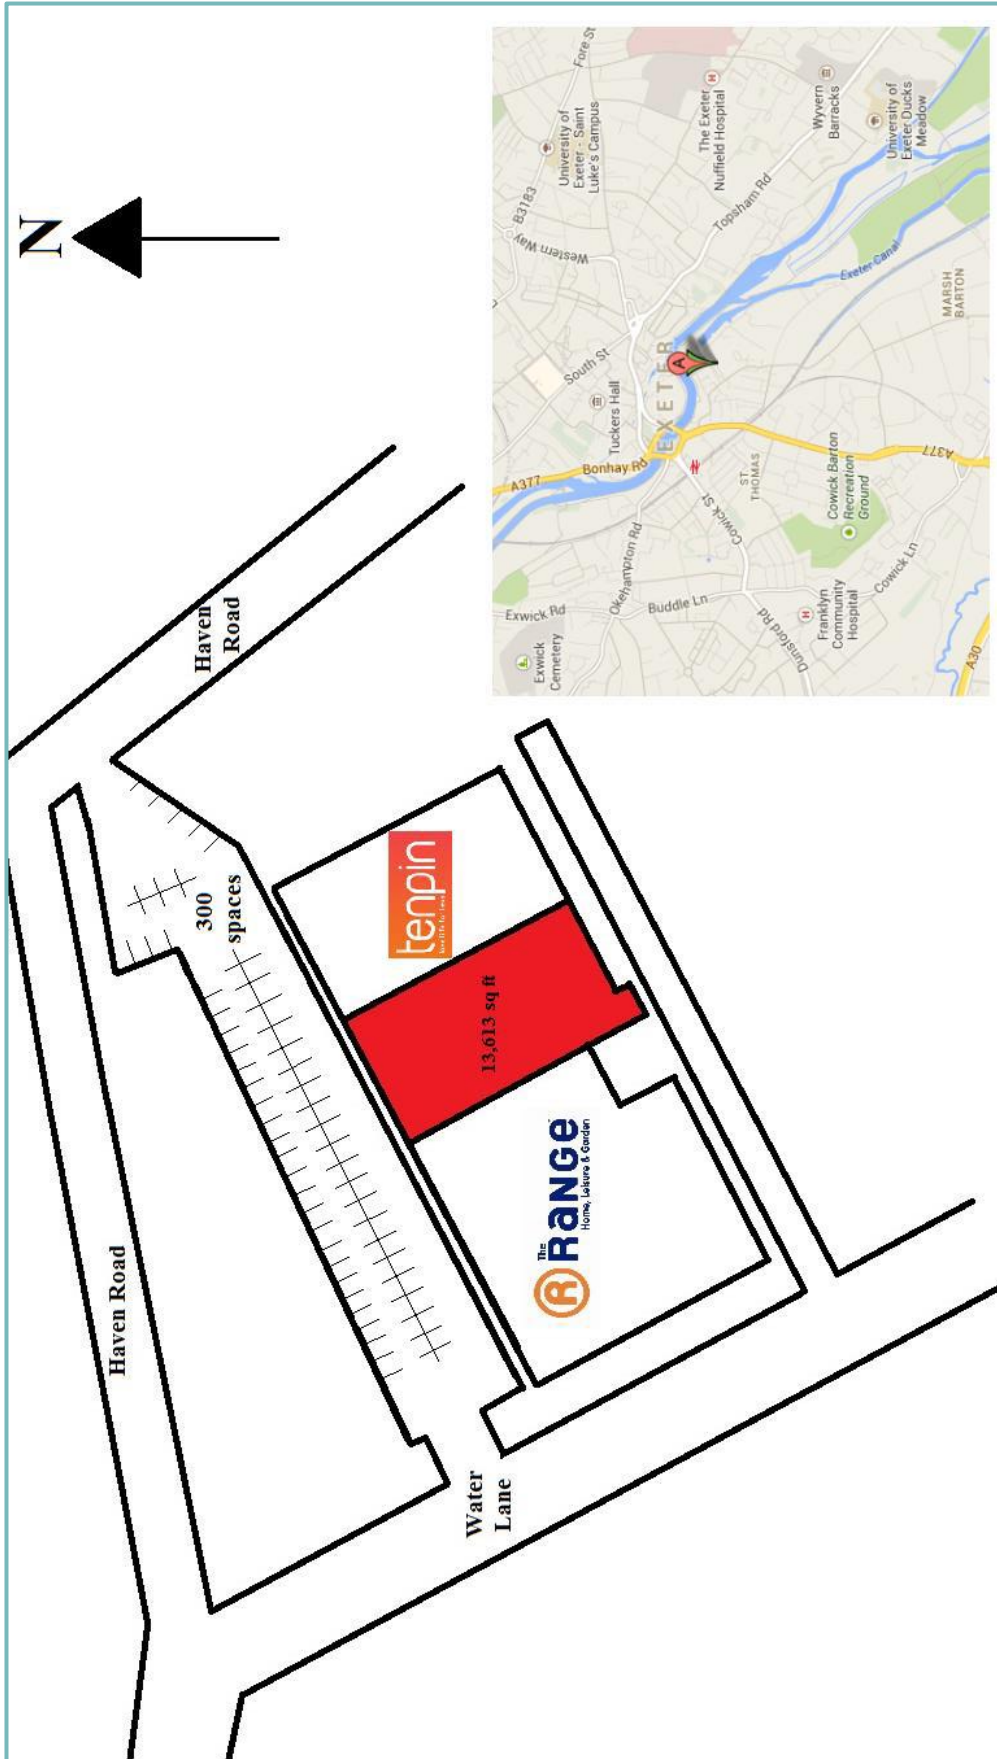 N
Haven
Road
Haven Road
300
spaces
tenpin
13,613 sq ft
R
The
RaNGe
Home, Leisure & Garden
Water
Lane
Fore St
University of
Exeter - Saint
Luke's Campus
B3183
Western Way
The Exeter
Nuffield Hospital
H
Wyvern
Barracks
University of
Exeter Ducks
Meadow
Topsham Rd
South St
Tuckers Hall
EXETER
A
Exeter Canal
MARSH
BARTON
A377
Bonhay Rd
ST
THOMAS
Cowick St
A377
Cowick Barton
Recreation
Ground
Okehampton Rd
Exwick Rd
Buddle Ln
Exwick
Cemetery
Dunsford Rd
H
Franklyn
Community
Hospital
Cowick Ln
A30